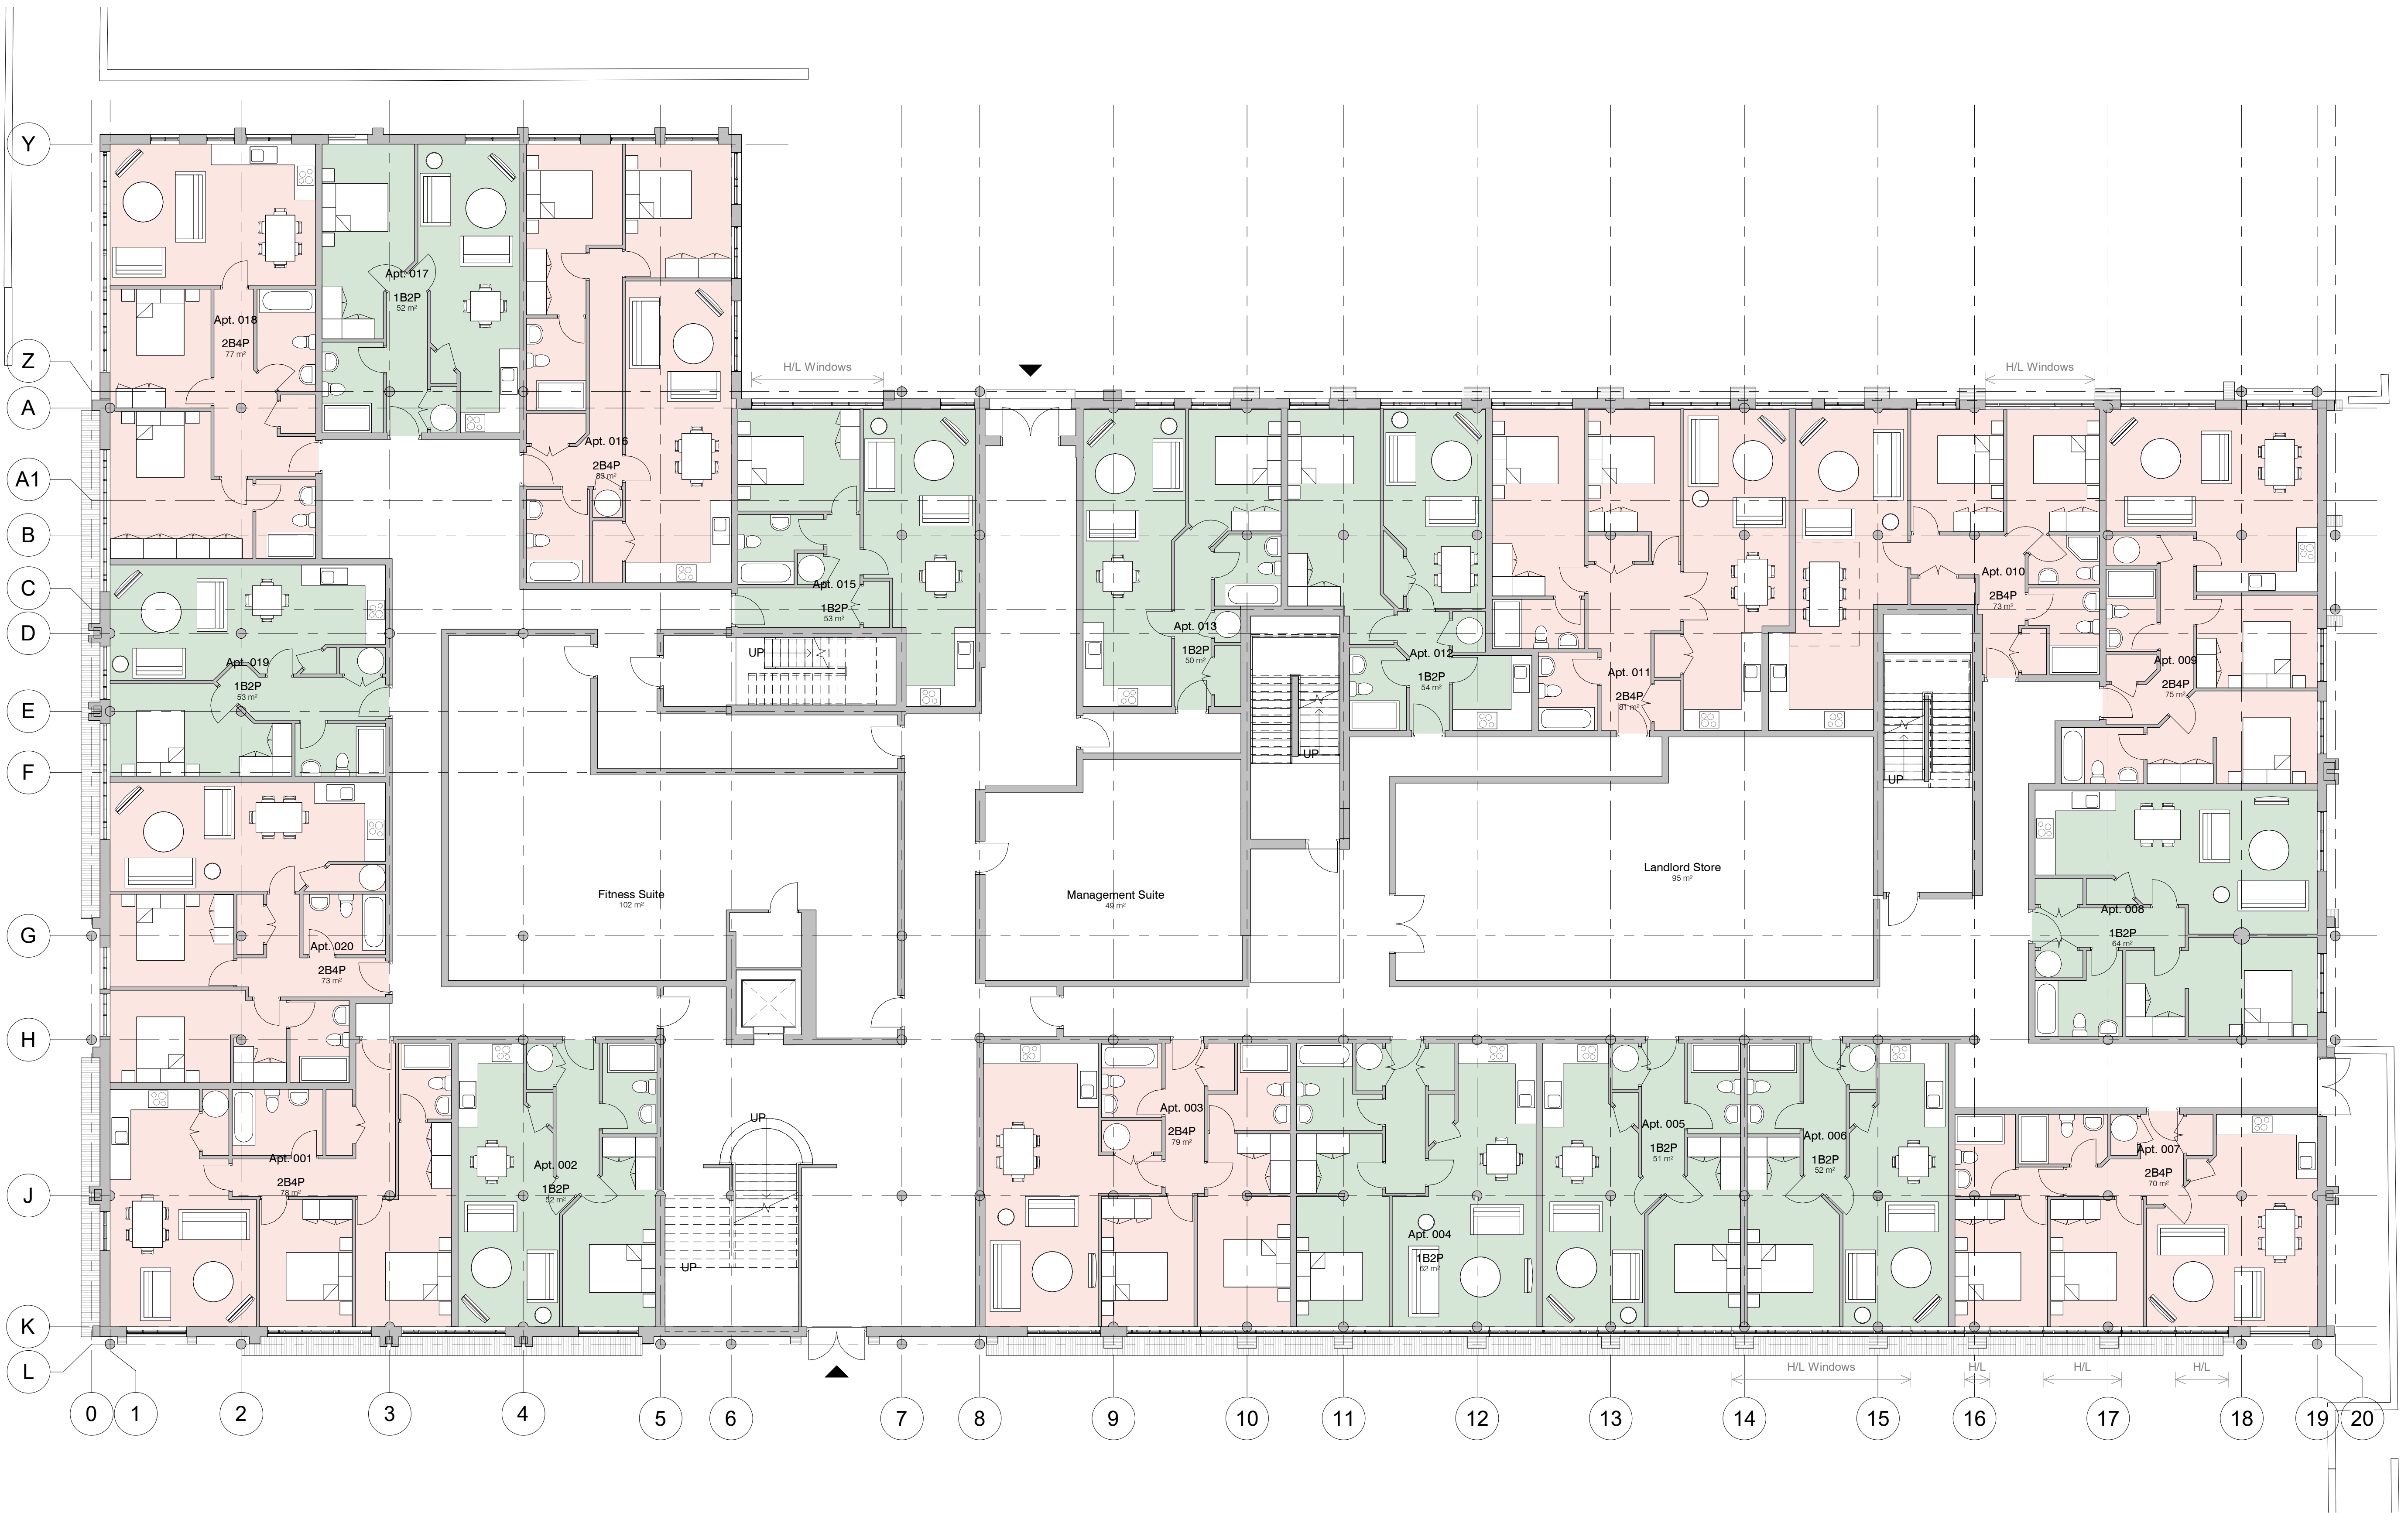 Y
Z
A
A1
B
C
D
E
F
G
H
J
K
L
Apt. 017
1B2P
52 m²
Apt. 018
2B4P
77 m²
H/L Windows
H/L Windows
Apt. 016
2B4P
Apt. 015
1B2P
53 m²
UP
Apt. 013
1B2P
50 m²
Apt. 012
1B2P
54 m²
UP
Apt. 011
2B4P
81 m²
Apt. 010
2B4P
73 m²
Apt. 009
2B4P
75 m²
UP
Apt. 019
1B2P
53 m²
Fitness Suite
102 m²
Management Suite
49 m²
Landlord Store
95 m²
Apt. 008
1B2P
64 m²
Apt. 020
2B4P
73 m²
Apt. 001
2B4P
78 m²
Apt. 002
1B2P
52 m²
UP
UP
Apt. 003
2B4P
79 m²
Apt. 004
1B2P
62 m²
Apt. 005
1B2P
51 m²
Apt. 006
1B2P
52 m²
Apt. 007
2B4P
70 m²
H/L Windows
H/L
H/L
H/L
0
1
2
3
4
5
6
7
8
9
10
11
12
13
14
15
16
17
18
19
20